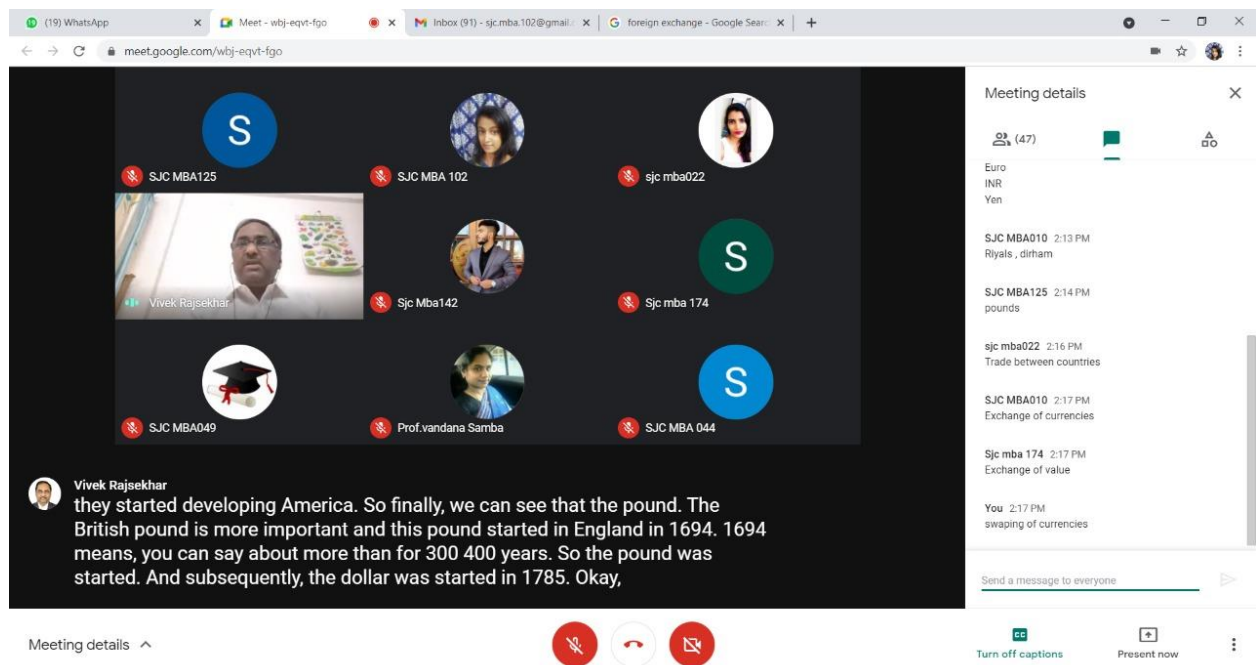 (19) WhatsApp
Meet - wbj-eqvt-fgo
Inbox (91) - sjc.mba.102@gmail.c
foreign exchange - Google Searc
meet.google.com/wbj-eqvt-fgo
S
SJC MBA125
SJC MBA 102
sjc mba022
Vivek Rajsekhar
Sjc Mba142
S
Sjc mba 174
SJC MBA049
Prof.vandana Samba
S
SJC MBA 044
Vivek Rajsekhar
they started developing America. So finally, we can see that the pound. The
British pound is more important and this pound started in England in 1694. 1694
means, you can say about more than for 300 400 years. So the pound was
started. And subsequently, the dollar was started in 1785. Okay,
Meeting details
(47)
Euro
INR
Yen
SJC MBA010 2:13 PM
Riyals , dirham
SJC MBA125 2:14 PM
pounds
sjc mba022 2:16 PM
Trade between countries
SJC MBA010 2:17 PM
Exchange of currencies
Sjc mba 174 2:17 PM
Exchange of value
You 2:17 PM
swaping of currencies
Send a message to everyone
Meeting details
CC
Turn off captions
Present now